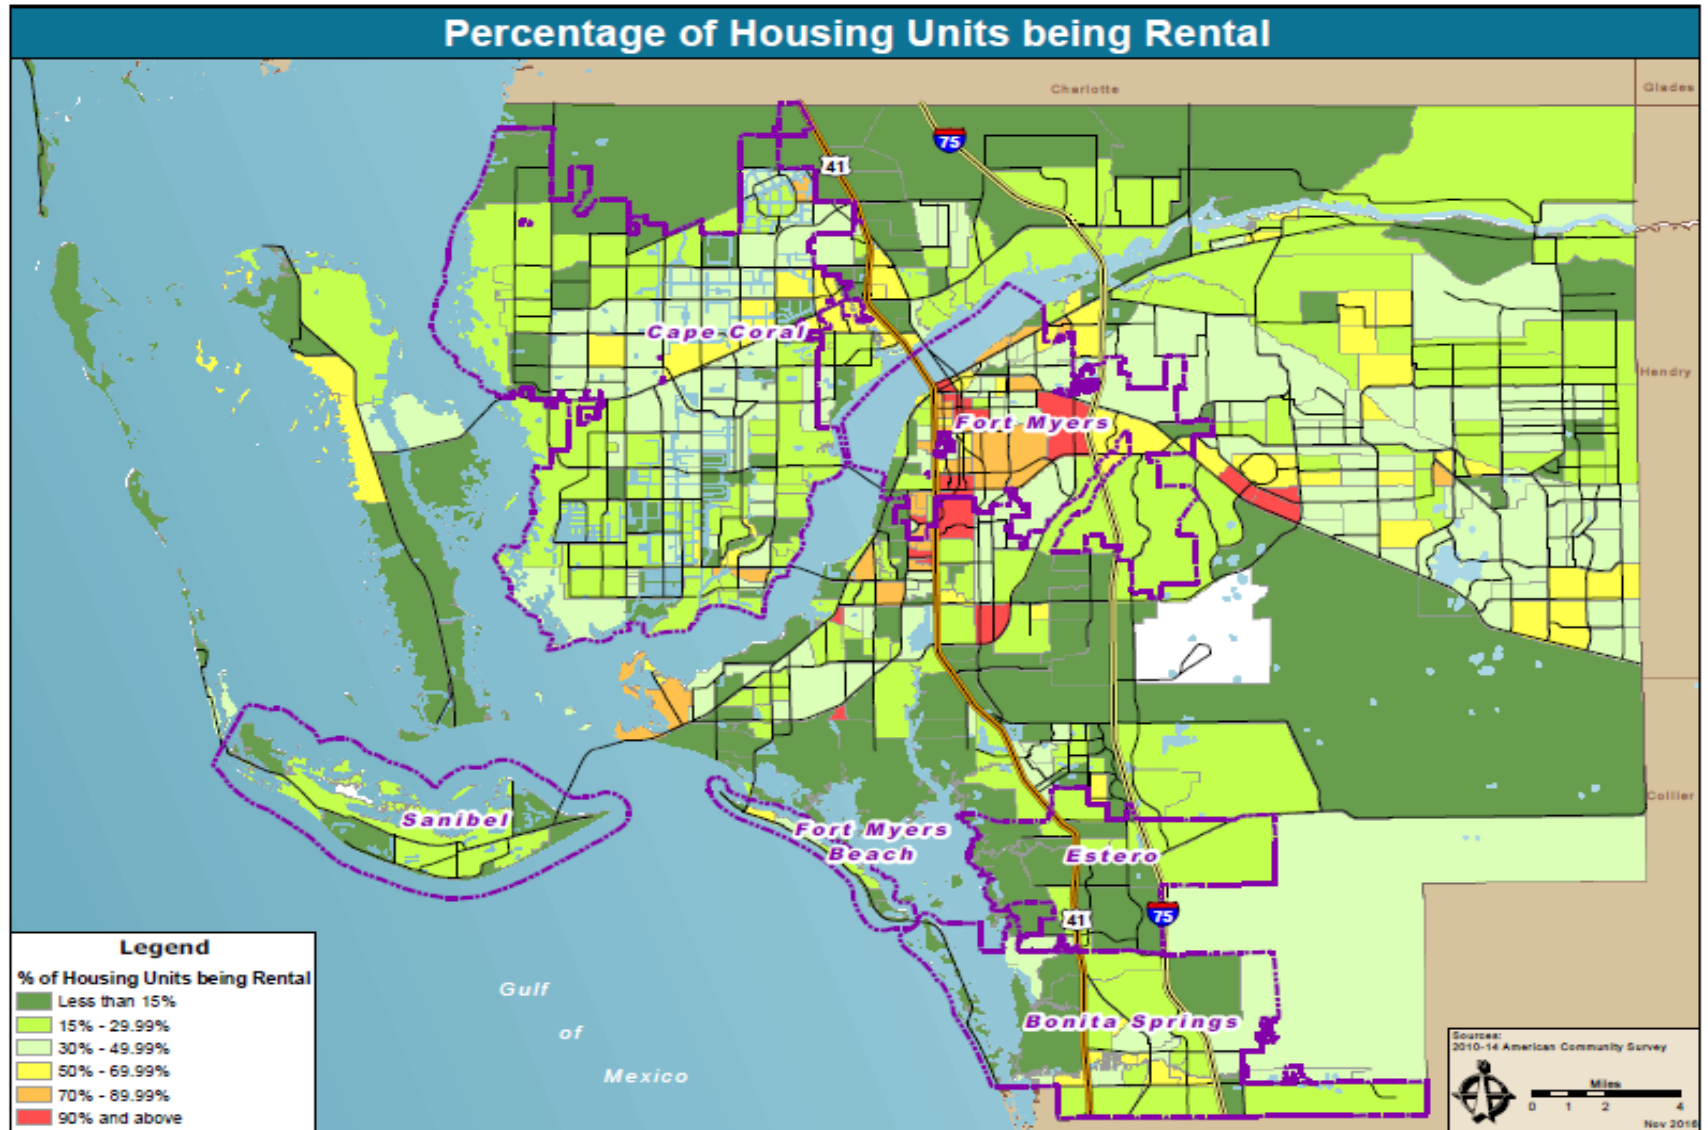 Percentage of Housing Units being Rental
Charlotte
Glades
75
41
Cape Coral
Hendry
Fort Myers
Collier
Sanibel
Fort Myers
Beach
Estero
41
75
Bonita Springs
Gulf
of
Mexico
Legend
% of Housing Units being Rental
Less than 15%
15% - 29.99%
30% - 49.99%
50% - 69.99%
70% - 89.99%
90% and above
Sources:
2010-14 American Community Survey
Miles
0 1 2 4
Nov 2016